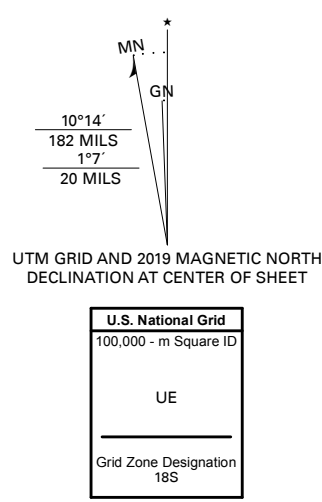 MN
GN
10°14´
182 MILS
1°7´
20 MILS
UTM GRID AND 2019 MAGNETIC NORTH
DECLINATION AT CENTER OF SHEET
U.S. National Grid
100,000 - m Square ID
UE
Grid Zone Designation
18S